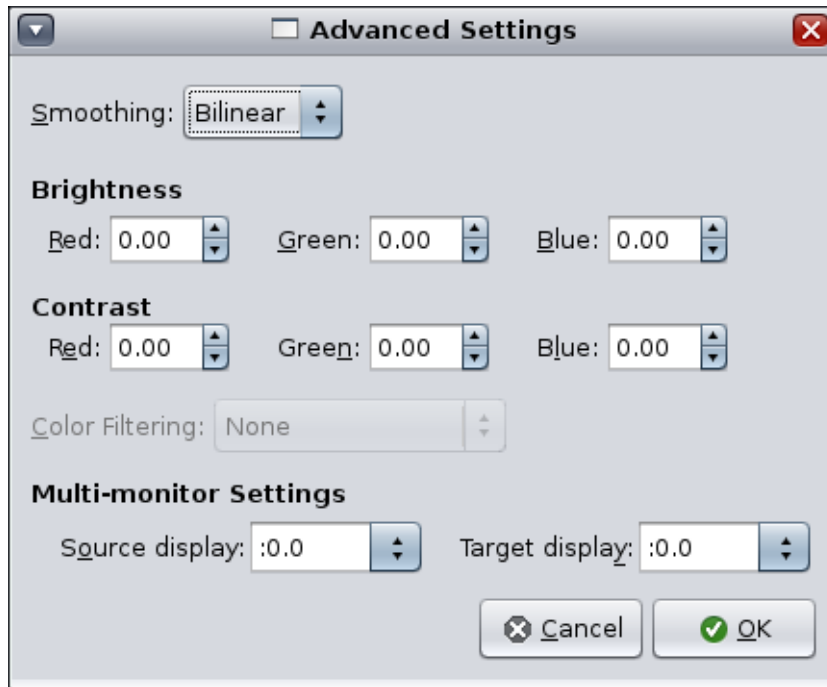 Advanced Settings
Smoothing: Bilinear
Brightness
Red: 0.00 Green: 0.00 Blue: 0.00
Contrast
Red: 0.00 Green: 0.00 Blue: 0.00
Color Filtering: None
Multi-monitor Settings
Source display: :0.0 Target display: :0.0
Cancel OK